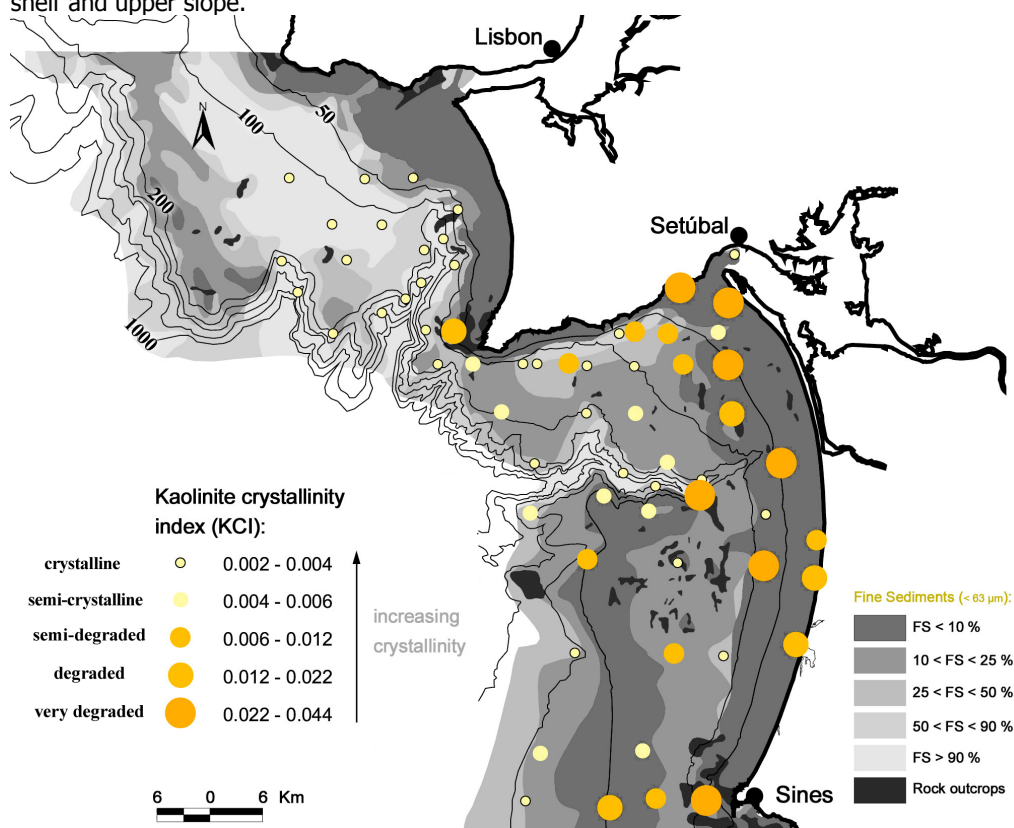 shelf and upper slope.
Lisbon
50
100
N
200
Setúbal
1000
Kaolinite crystallinity
index (KCI):
crystalline 0.002 - 0.004
semi-crystalline 0.004 - 0.006
semi-degraded 0.006 - 0.012
degraded 0.012 - 0.022
very degraded 0.022 - 0.044
increasing
crystallinity
Fine Sediments (< 63 µm):
FS < 10 %
10 < FS < 25 %
25 < FS < 50 %
50 < FS < 90 %
FS > 90 %
Rock outcrops
Sines
6 0 6 Km